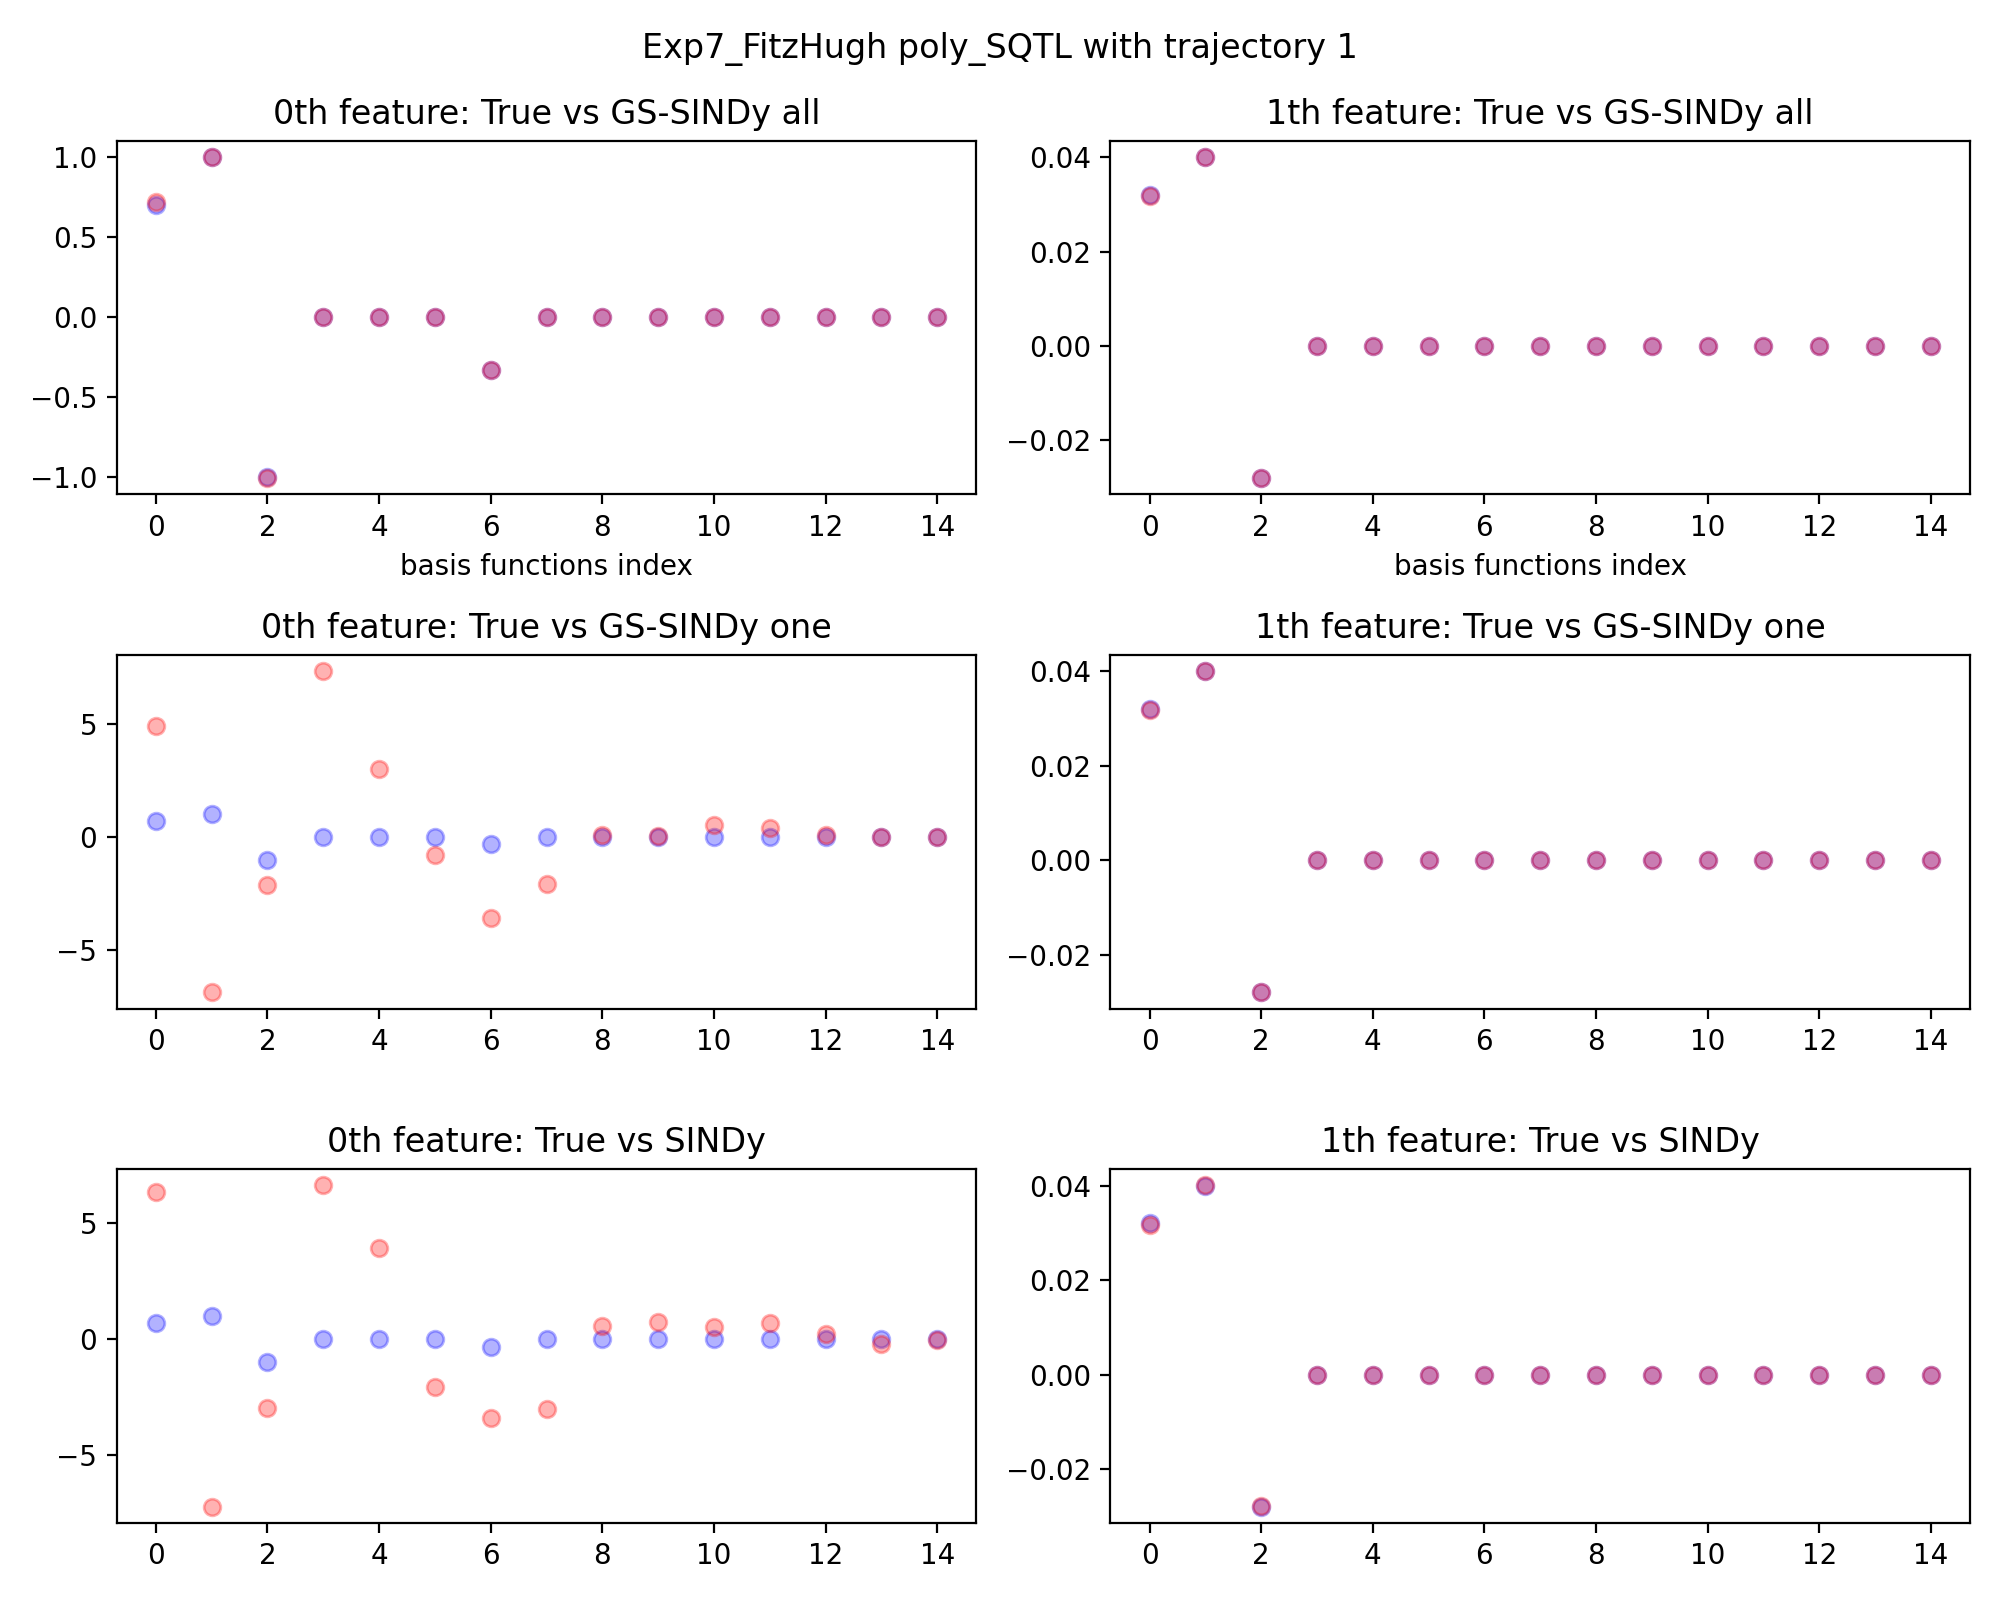 Exp7_FitzHugh poly_SQTL with trajectory 1
0th feature: True vs GS-SINDy all
1.0
0.5
0.0
−0.5
−1.0
0 2 4 6 8 10 12 14
basis functions index
1th feature: True vs GS-SINDy all
0.04
0.02
0.00
−0.02
0 2 4 6 8 10 12 14
basis functions index
0th feature: True vs GS-SINDy one
5
0
−5
0 2 4 6 8 10 12 14
1th feature: True vs GS-SINDy one
0.04
0.02
0.00
−0.02
0 2 4 6 8 10 12 14
0th feature: True vs SINDy
5
0
−5
0 2 4 6 8 10 12 14
1th feature: True vs SINDy
0.04
0.02
0.00
−0.02
0 2 4 6 8 10 12 14